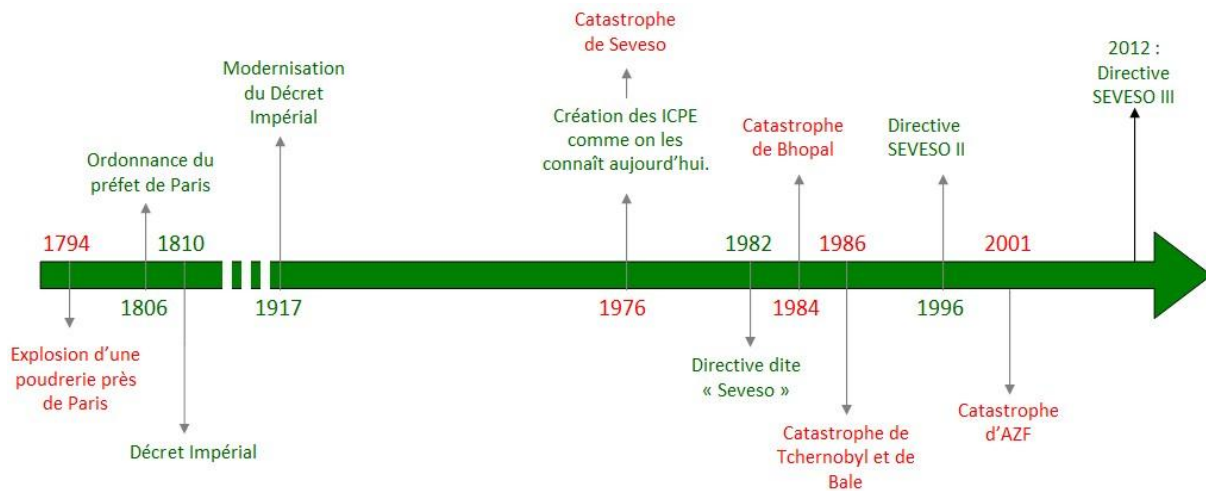 Catastrophe
de Seveso
2012 :
Directive
SEVESO III
Modernisation
du Décret
Impérial
Création des ICPE
comme on les
connaît aujourd’hui.
Catastrophe
de Bhopal
Directive
SEVESO II
Ordonnance du
préfet de Paris
1794
1810
1982
1986
2001
1806
1917
1976
1984
1996
Explosion d’une
poudrerie près
de Paris
Directive dite
« Seveso »
Décret Impérial
Catastrophe de
Tchernobyl et de
Bale
Catastrophe
d’AZF